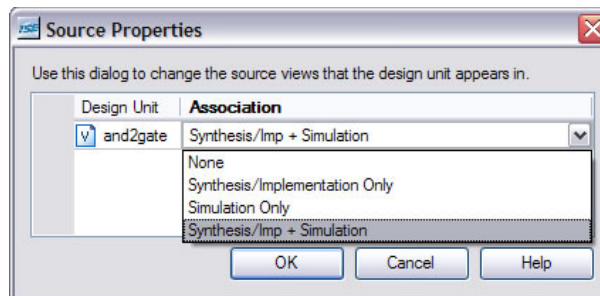 ISE Source Properties
Use this dialog to change the source views that the design unit appears in.
Design Unit Association
V and2gate Synthesis/Imp + Simulation
None
Synthesis/Implementation Only
Simulation Only
Synthesis/Imp + Simulation
OK Cancel Help